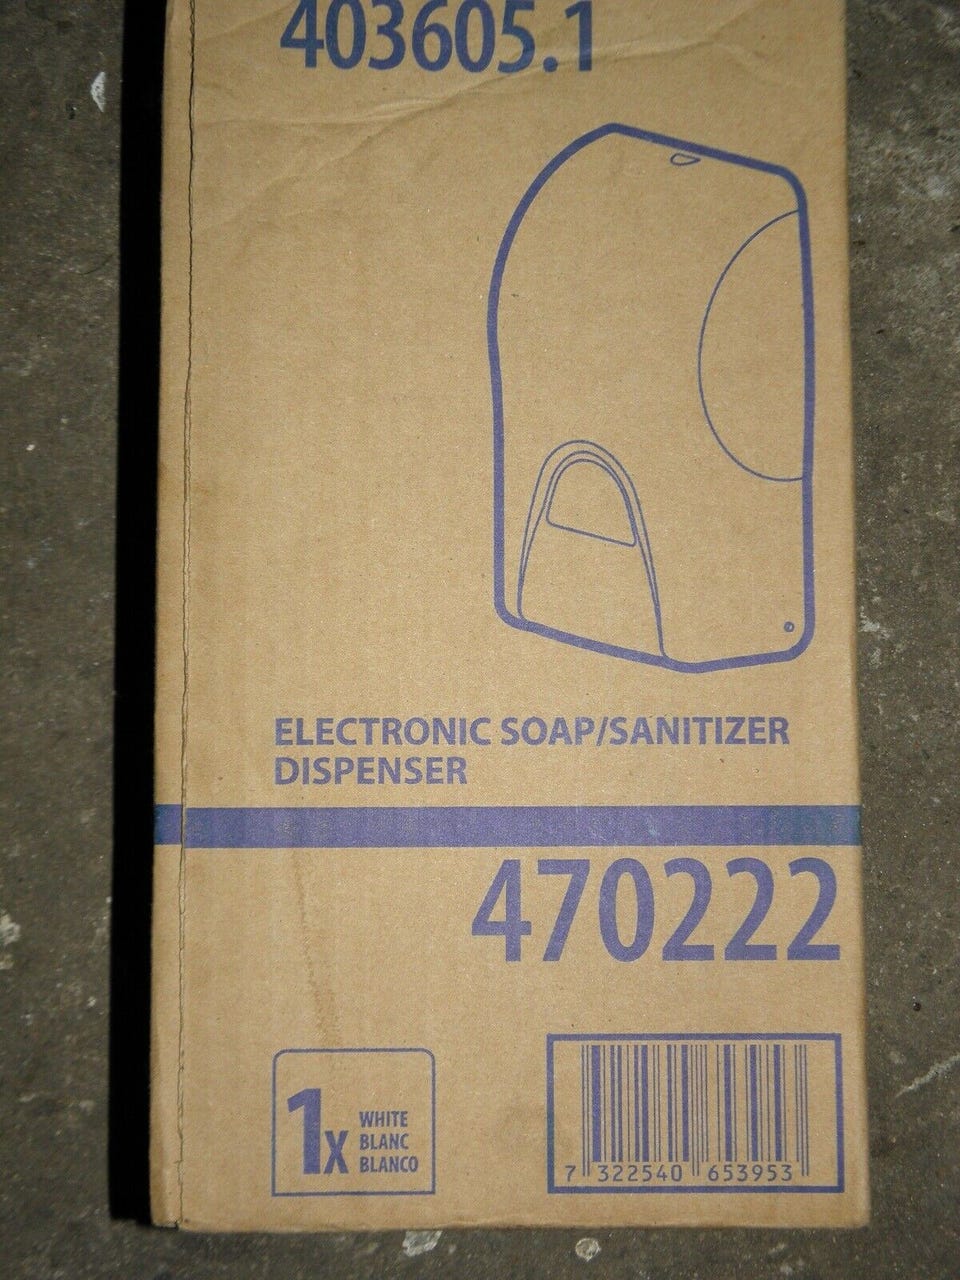 403605.1
ELECTRONIC SOAP/SANITIZER
DISPENSER
470222
1x
WHITE
BLANC
BLANCO
7 322540 653953